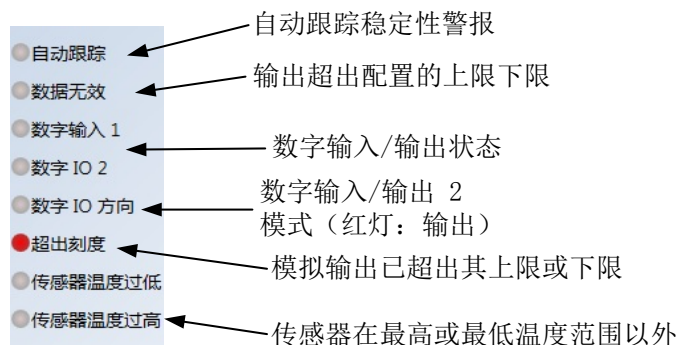 自动跟踪
数据无效
数字输入 1
数字 IO 2
数字 IO 方向
超出刻度
传感器温度过低
传感器温度过高
自动跟踪稳定性警报
输出超出配置的上限下限
数字输入/输出状态
数字输入/输出 2
模式（红灯：输出）
模拟输出已超出其上限或下限
传感器在最高或最低温度范围以外